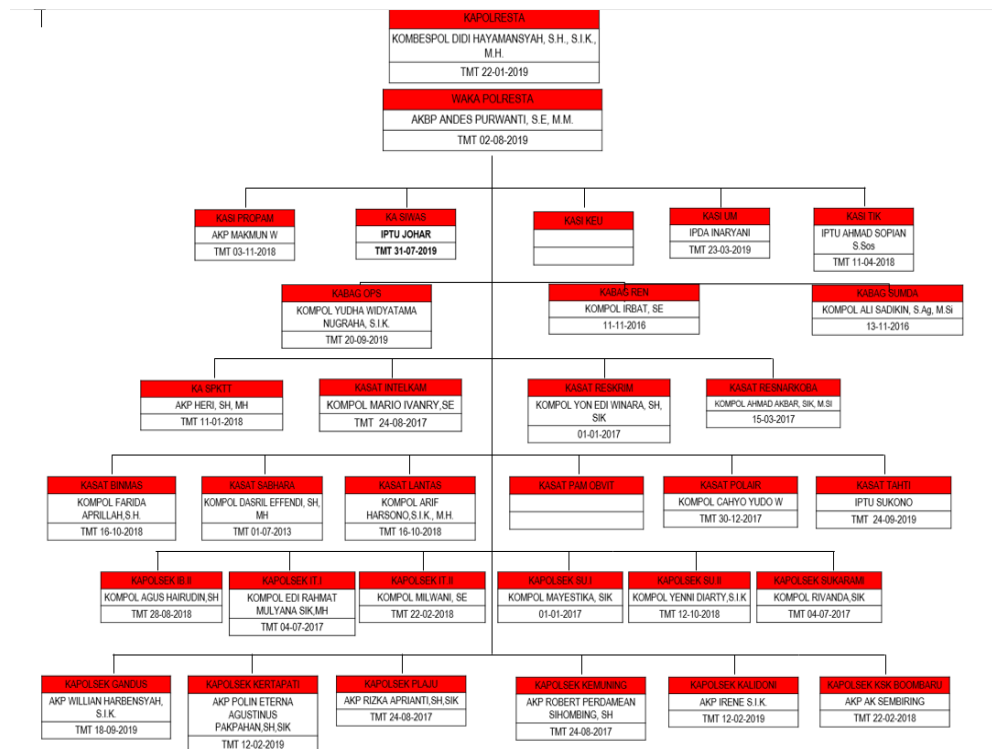 KAPOLRESTA
KOMBESPOL DIDI HAYAMANSYAH, S.H., S.I.K.,
M.H.
TMT 22-01-2019
WAKA POLRESTA
AKBP ANDES PURWANTI, S.E, M.M.
TMT 02-08-2019
KASI PROPAM
AKP MAKMUN W
TMT 03-11-2018
KA SIWAS
IPTU JOHAR
TMT 31-07-2019
KASI KEU
KASI UM
IPDA INARYANI
TMT 23-03-2019
KASI TIK
IPTU AHMAD SOPIAN
S.Sos
TMT 11-04-2018
KABAG OPS
KOMPOL YUDHA WIDYATAMA
NUGRAHA, S.I.K.
TMT 20-09-2019
KABAG REN
KOMPOL IRBAT, SE
11-11-2016
KABAG SUMDA
KOMPOL ALI SADIKIN, S.Ag, M.Si
13-11-2016
KA SPKTT
AKP HERI, SH, MH
TMT 11-01-2018
KASAT INTELKAM
KOMPOL MARIO IVANRY,SE
TMT 24-08-2017
KASAT RESKRIM
KOMPOL YON EDI WINARA, SH,
SIK
01-01-2017
KASAT RESNARKOBA
KOMPOL AHMAD AKBAR, SIK, M.SI
15-03-2017
KASAT BINMAS
KOMPOL FARIDA
APRILLAH,S.H.
TMT 16-10-2018
KASAT SABHARA
KOMPOL DASRIL EFFENDI, SH,
MH
TMT 01-07-2013
KASAT LANTAS
KOMPOL ARIF
HARSONO,S.I.K., M.H.
TMT 16-10-2018
KASAT PAM OBVIT
KASAT POLAIR
KOMPOL CAHYO YUDO W
TMT 30-12-2017
KASAT TAHTI
IPTU SUKONO
TMT 24-09-2019
KAPOLSEK IB.II
KOMPOL AGUS HAIRUDIN,SH
TMT 28-08-2018
KAPOLSEK IT.I
KOMPOL EDI RAHMAT
MULYANA SIK,MH
TMT 04-07-2017
KAPOLSEK IT.II
KOMPOL MILWANI, SE
TMT 22-02-2018
KAPOLSEK SU.I
KOMPOL MAYESTIKA, SIK
01-01-2017
KAPOLSEK SU.II
KOMPOL YENNI DIARTY,S.I.K
TMT 12-10-2018
KAPOLSEK SUKARAMI
KOMPOL RIVANDA,SIK
TMT 04-07-2017
KAPOLSEK GANDUS
AKP WILLIAN HARBENSYAH,
S.I.K.
TMT 18-09-2019
KAPOLSEK KERTAPATI
AKP POLIN ETERNA
AGUSTINUS
PAKPAHAN,SH,SIK
TMT 12-02-2019
KAPOLSEK PLAJU
AKP RIZKA APRIANTI,SH,SIK
TMT 24-08-2017
KAPOLSEK KEMUNING
AKP ROBERT PERDAMEAN
SIHOMBING, SH
TMT 24-08-2017
KAPOLSEK KALIDONI
AKP IRENE S.I.K.
TMT 12-02-2019
KAPOLSEK KSK BOOMBARU
AKP AK SEMBIRING
TMT 22-02-2018